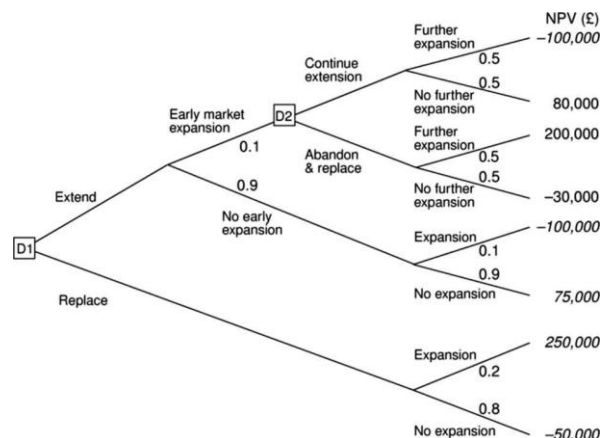 NPV (£)
Further
expansion
-100,000
0.5
Continue
extension
0.5
No further
expansion
80,000
Early market
expansion
D2
Further
expansion
200,000
0.1
0.5
Abandon
& replace
0.5
No further
expansion
–30,000
Extend
0.9
No early
expansion
Expansion
-100,000
0.1
D1
0.9
No expansion
75,000
Replace
Expansion
250,000
0.2
0.8
No expansion
-50,000